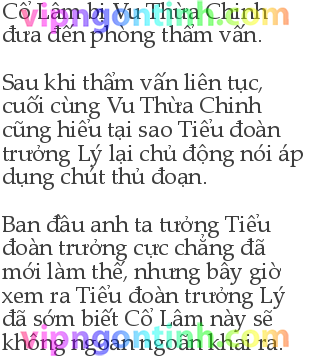 Cố Lâm bị Vu Thừa Chinh
đưa đến phòng thẩm vấn.
Sau khi thẩm vấn liên tục,
cuối cùng Vu Thừa Chinh
cũng hiểu tại sao Tiểu đoàn
trưởng Lý lại chủ động nói áp
dụng chút thủ đoạn.
Ban đầu anh ta tưởng Tiểu
đoàn trưởng cực chẳng đã
mới làm thế, nhưng bây giờ
xem ra Tiểu đoàn trưởng Lý
đã sớm biết Cố Lâm này sẽ
không ngoan ngoãn khai ra.
vipngontinh.com
vipngontinh.com